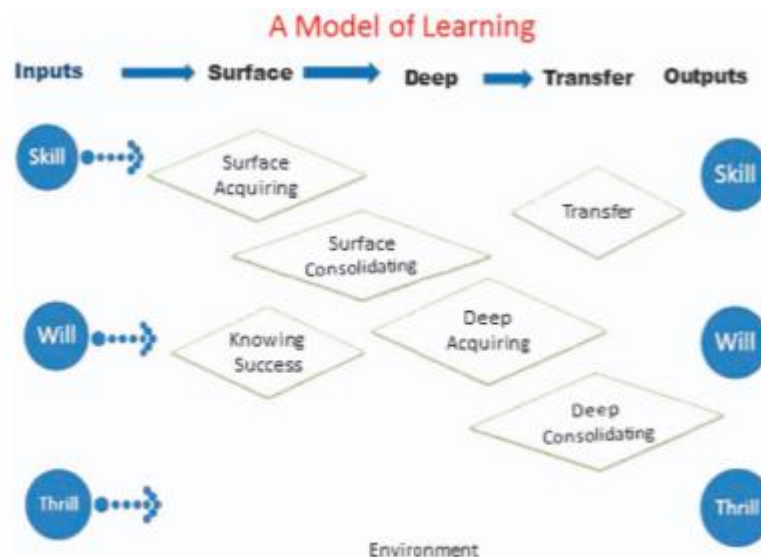 A Model of Learning
Inputs Surface Deep Transfer Outputs
Skill
Surface
Acquiring
Transfer
Skill
Surface
Consolidating
Will
Knowing
Success
Deep
Acquiring
Will
Deep
Consolidating
Thrill
Thrill
Environment